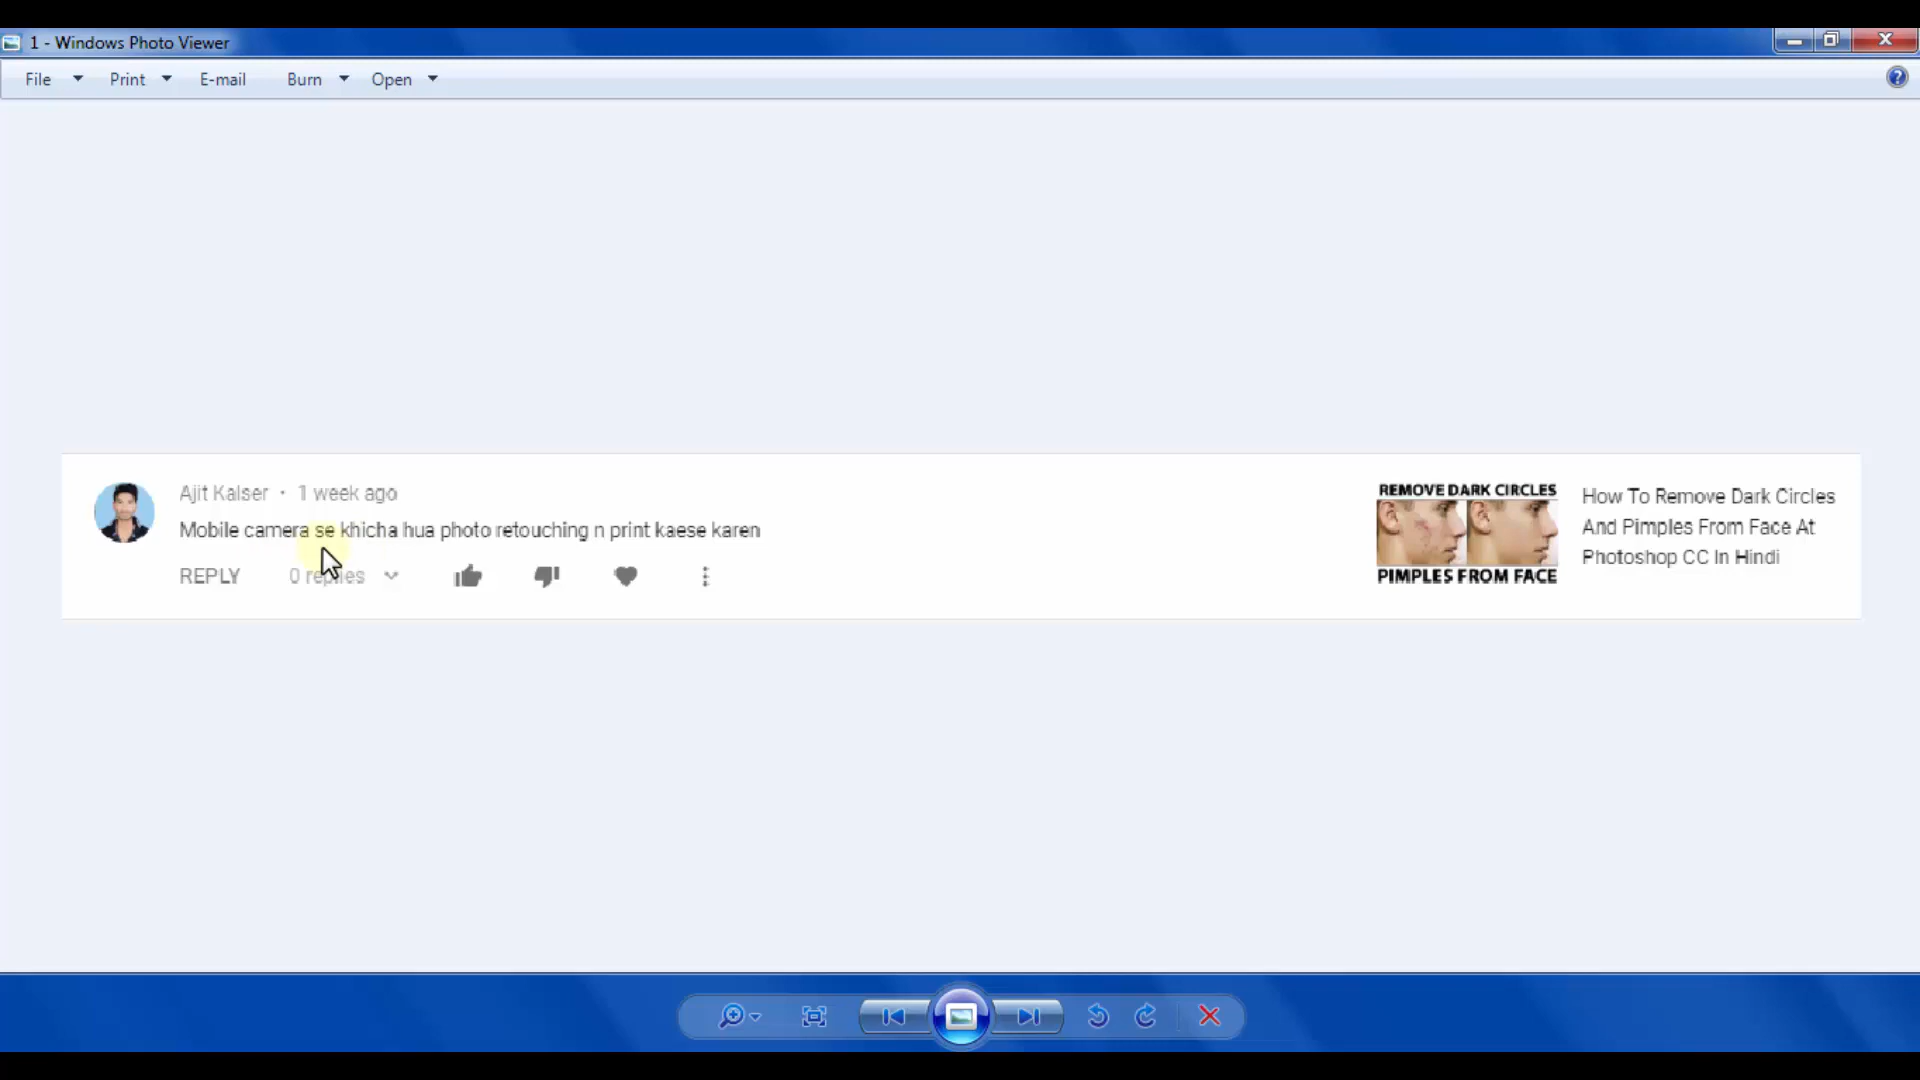 1 - Windows Photo Viewer
File Print E-mail Burn Open
Ajit Kalser · 1 week ago
Mobile camera se khicha hua photo retouching n print kaese karen
REPLY 0 replies
REMOVE DARK CIRCLES
PIMPLES FROM FACE
How To Remove Dark Circles
And Pimples From Face At
Photoshop CC In Hindi